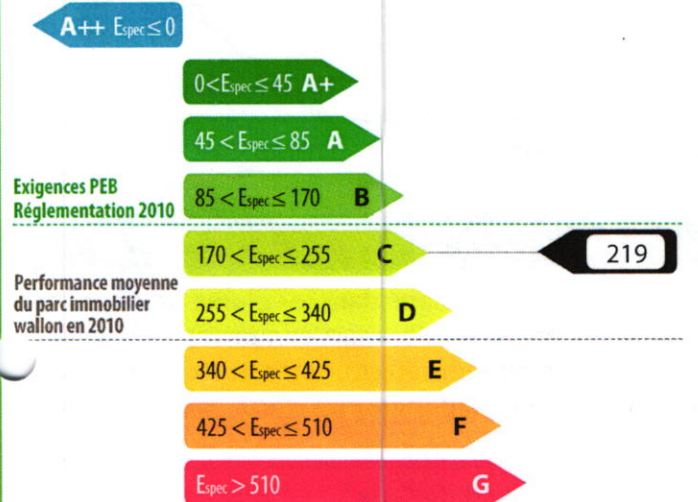 A++ Espec ≤ 0
0 < Espec ≤ 45 A+
45 < Espec ≤ 85 A
Exigences PEB
Réglementation 2010
85 < Espec ≤ 170 B
170 < Espec ≤ 255 C
219
Performance moyenne
du parc immobilier
wallon en 2010
255 < Espec ≤ 340 D
340 < Espec ≤ 425 E
425 < Espec ≤ 510 F
Espec > 510 G